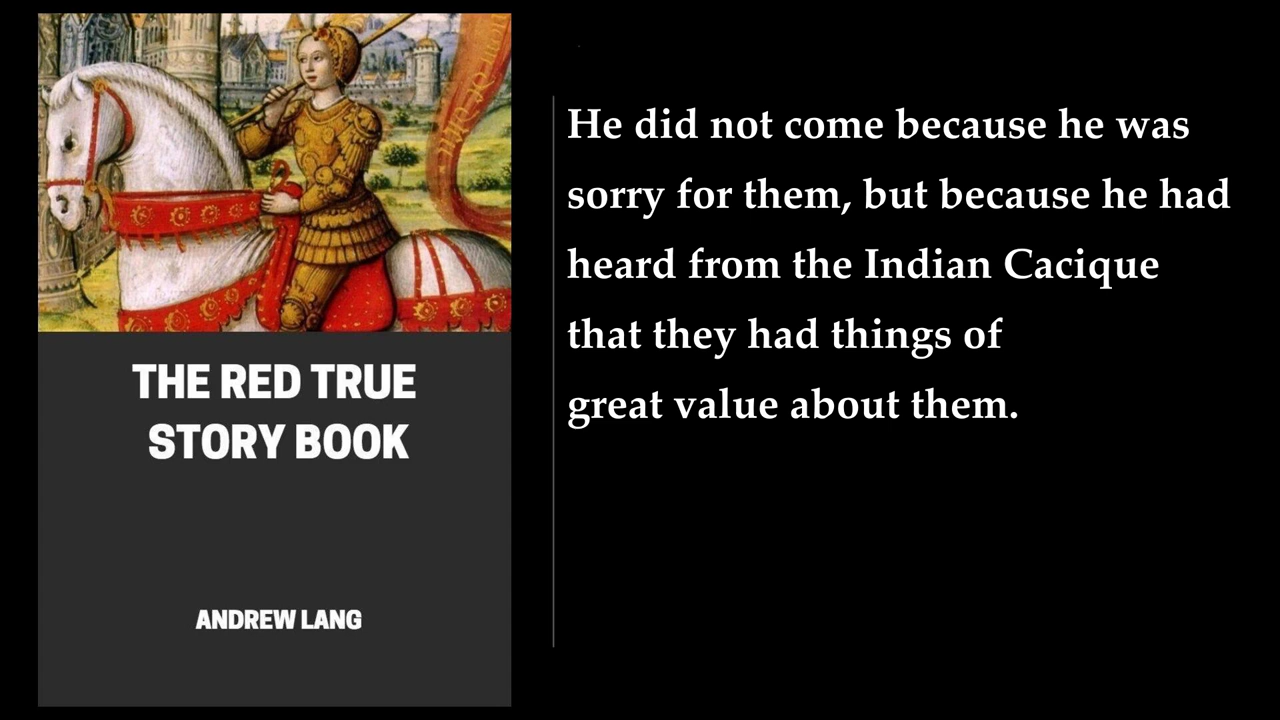 THE RED TRUE
STORY BOOK
ANDREW LANG
He did not come because he was
sorry for them, but because he had
heard from the Indian Cacique
that they had things of
great value about them.